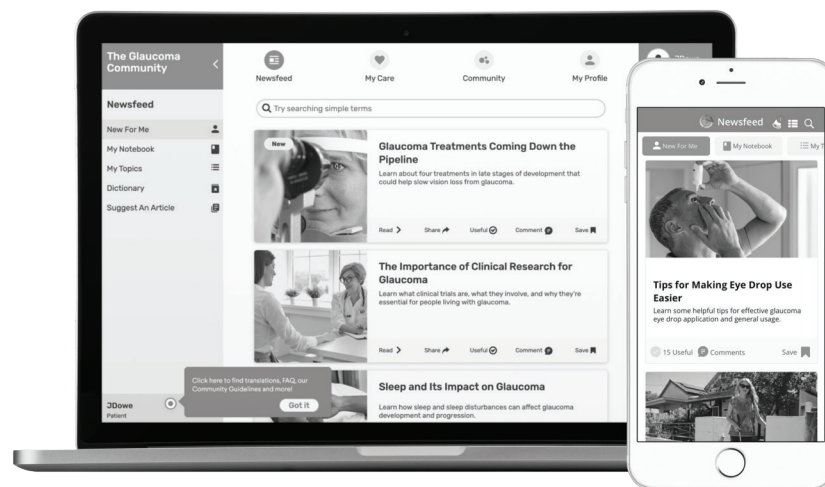 The Glaucoma
Community
Newsfeed
New For Me
My Notebook
My Topics
Dictionary
Suggest An Article
JDowe
Patient
Click here to find translations, FAQ, our
Community Guidelines and more!
Got it
Newsfeed
My Care
Community
My Profile
Try searching simple terms
New
Glaucoma Treatments Coming Down the
Pipeline
Learn about four treatments in late stages of development that
could help slow vision loss from glaucoma.
Read Share Useful Comment Save
The Importance of Clinical Research for
Glaucoma
Learn what clinical trials are, what they involve, and why they're
essential for people living with glaucoma.
Read Share Useful Comment Save
Sleep and Its Impact on Glaucoma
Learn how sleep and sleep disturbances can affect glaucoma
development and progression.
Newsfeed
New For Me
My Notebook
My T
Tips for Making Eye Drop Use
Easier
Learn some helpful tips for effective glaucoma
eye drop application and general usage.
15 Useful Comments Save